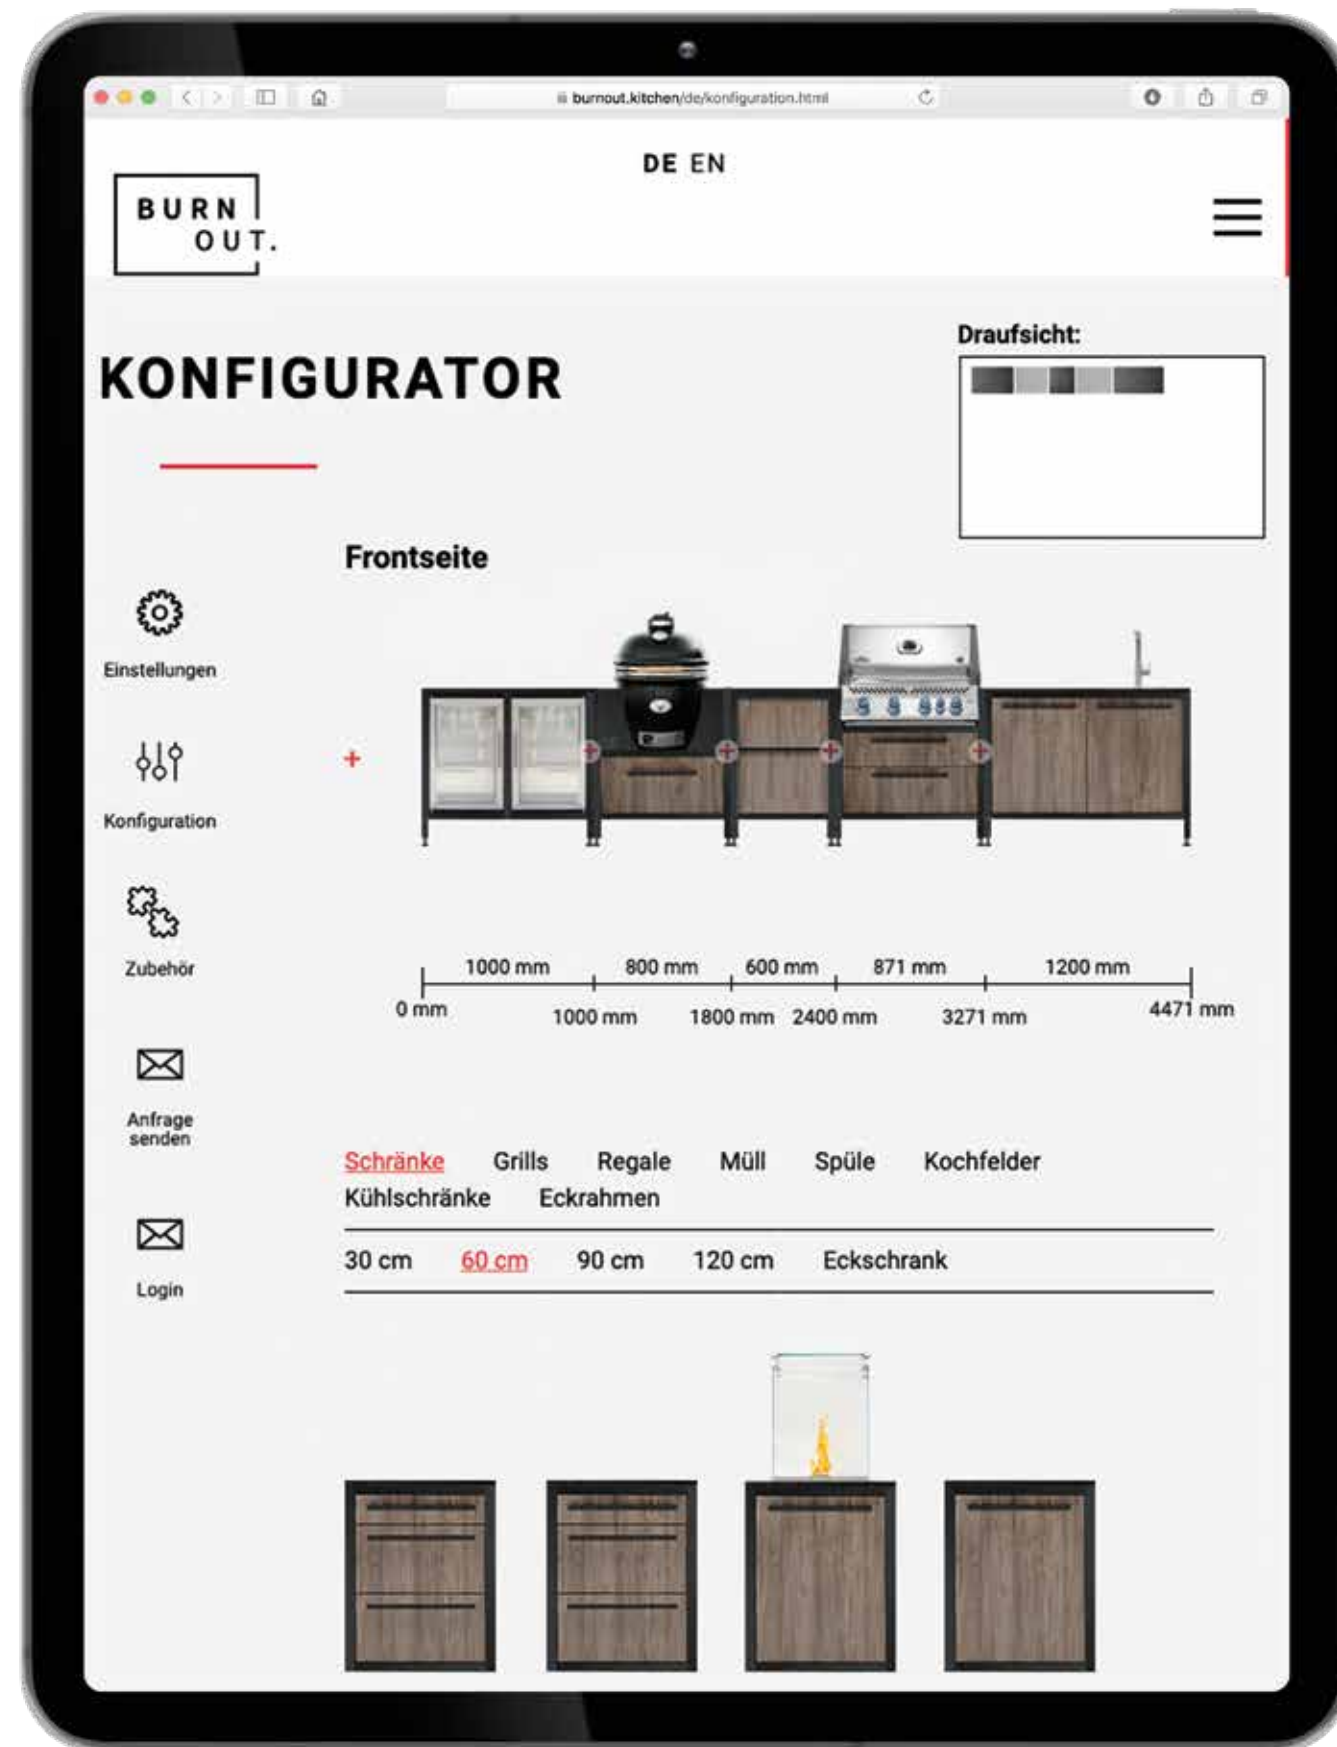 burnout.kitchen/de/konfiguration.html
DE EN
BURN
OUT.
Draufsicht:
KONFIGURATOR
Frontseite
Einstellungen
Konfiguration
Zubehör
Anfrage
senden
Login
1000 mm 800 mm 600 mm 871 mm 1200 mm
0 mm 1000 mm 1800 mm 2400 mm 3271 mm 4471 mm
Schränke Grills Regale Müll Spüle Kochfelder
Kühlschränke Eckrahmen
30 cm 60 cm 90 cm 120 cm Eckschrank